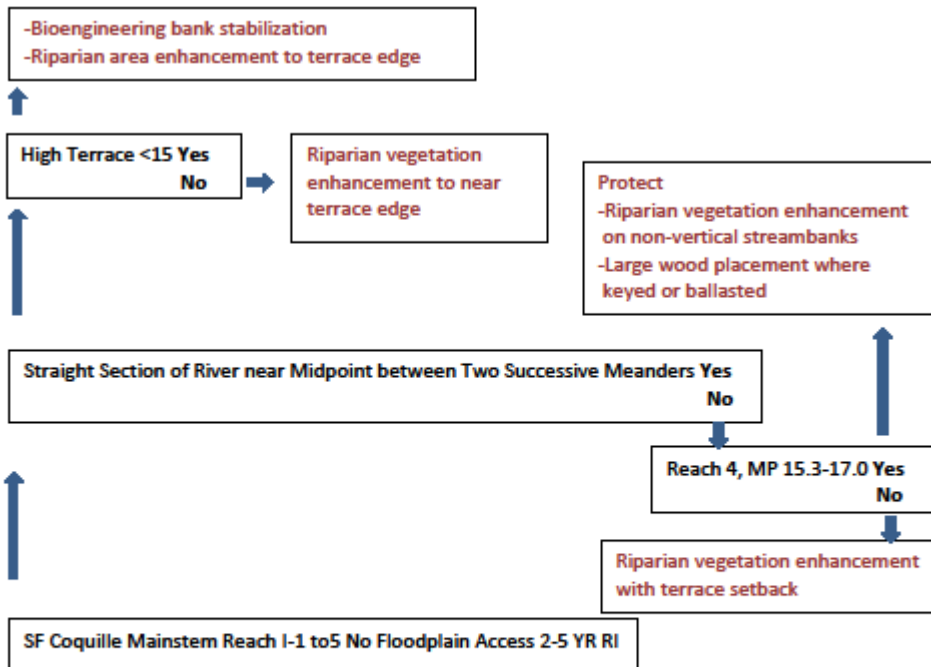 -Bioengineering bank stabilization
-Riparian area enhancement to terrace edge
High Terrace <15 Yes
No
Riparian vegetation
enhancement to near
terrace edge
Protect
-Riparian vegetation enhancement
on non-vertical streambanks
-Large wood placement where
keyed or ballasted
Straight Section of River near Midpoint between Two Successive Meanders Yes
No
Reach 4, MP 15.3-17.0 Yes
No
Riparian vegetation enhancement
with terrace setback
SF Coquille Mainstem Reach I-1 to5 No Floodplain Access 2-5 YR RI